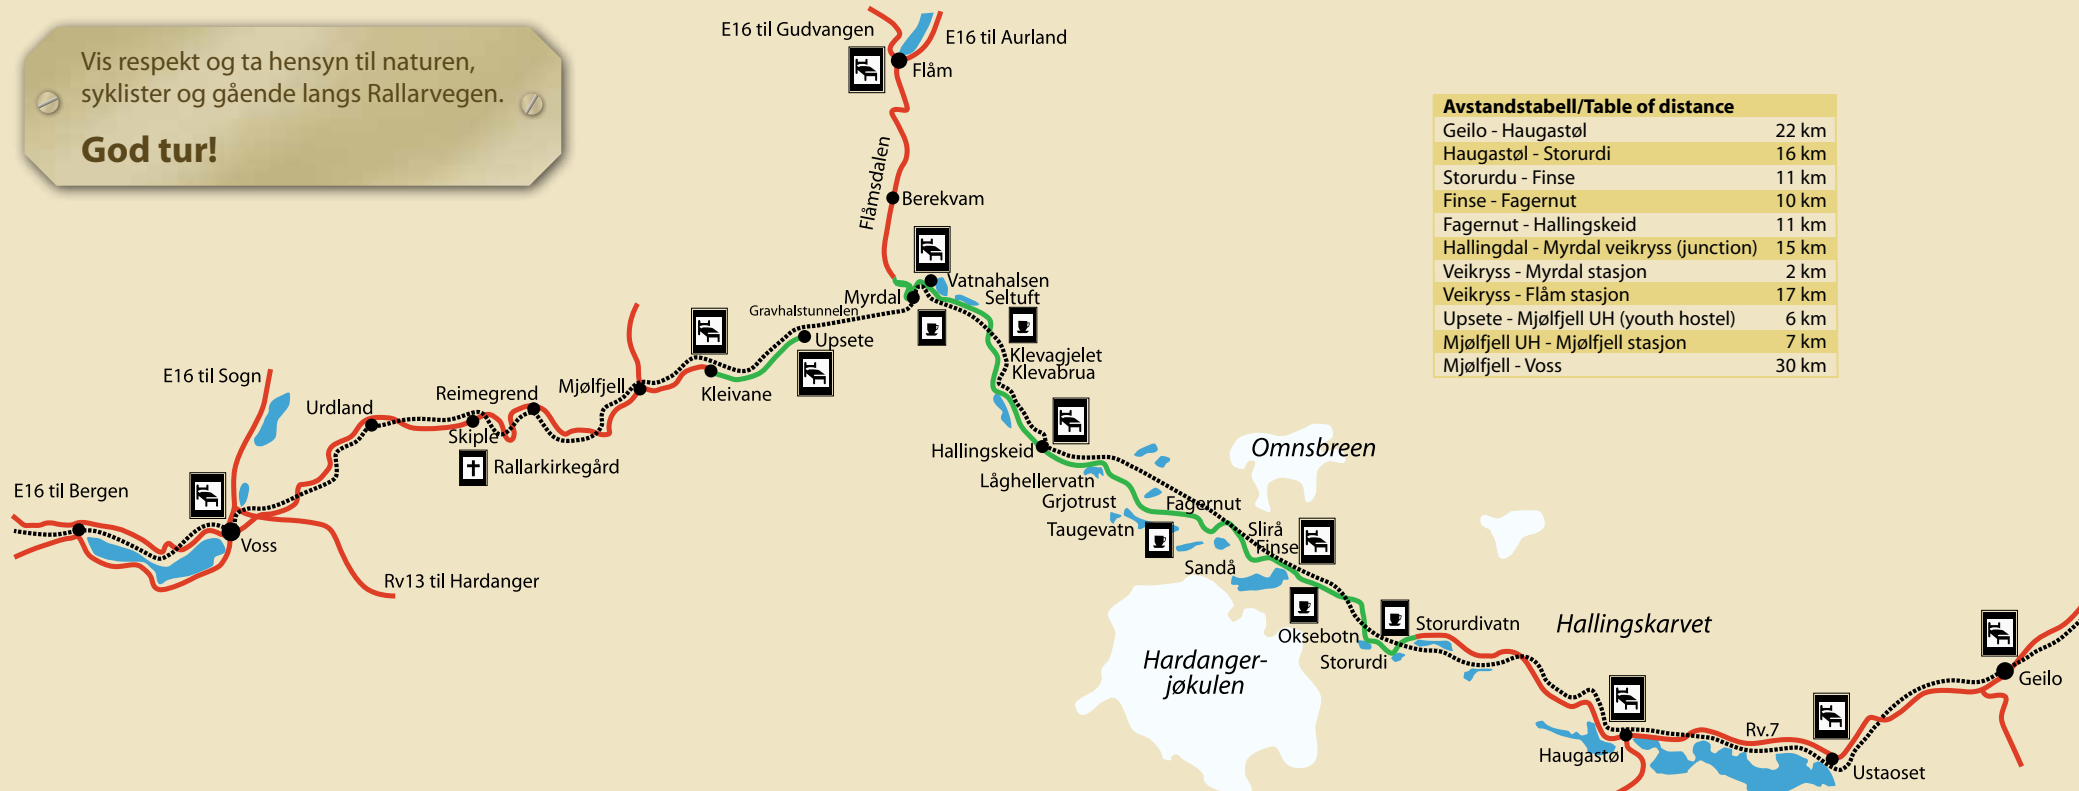 Vis respekt og ta hensyn til naturen,
syklister og gående langs Rallarvegen.
God tur!
E16 til Gudvangen
E16 til Aurland
Flåm
Flåmsdalen
Berekvam
Vatnahalsen
Myrdal
Seltuft
Gravhalstunnelen
Upsete
Klevagjelet
Klevabrua
Kleivane
Mjølfjell
Reimegrend
E16 til Sogn
Urdland
Skiple
Rallarkirkegård
E16 til Bergen
Voss
Rv13 til Hardanger
Hallingskeid
Omnsbreen
Låghellervatn
Grjotrust
Fagernut
Taugevatn
Slirå
Finse
Sandå
Oksebotn
Storurdivatn
Storurdi
Hallingskarvet
Hardanger-
jøkulen
Geilo
Rv.7
Haugastøl
Ustaoset
Avstandstabell/Table of distance
Geilo - Haugastøl 22 km
Haugastøl - Storurdi 16 km
Storurdu - Finse 11 km
Finse - Fagernut 10 km
Fagernut - Hallingskeid 11 km
Hallingdal - Myrdal veikryss (junction) 15 km
Veikryss - Myrdal stasjon 2 km
Veikryss - Flåm stasjon 17 km
Upsete - Mjølfjell UH (youth hostel) 6 km
Mjølfjell UH - Mjølfjell stasjon 7 km
Mjølfjell - Voss 30 km